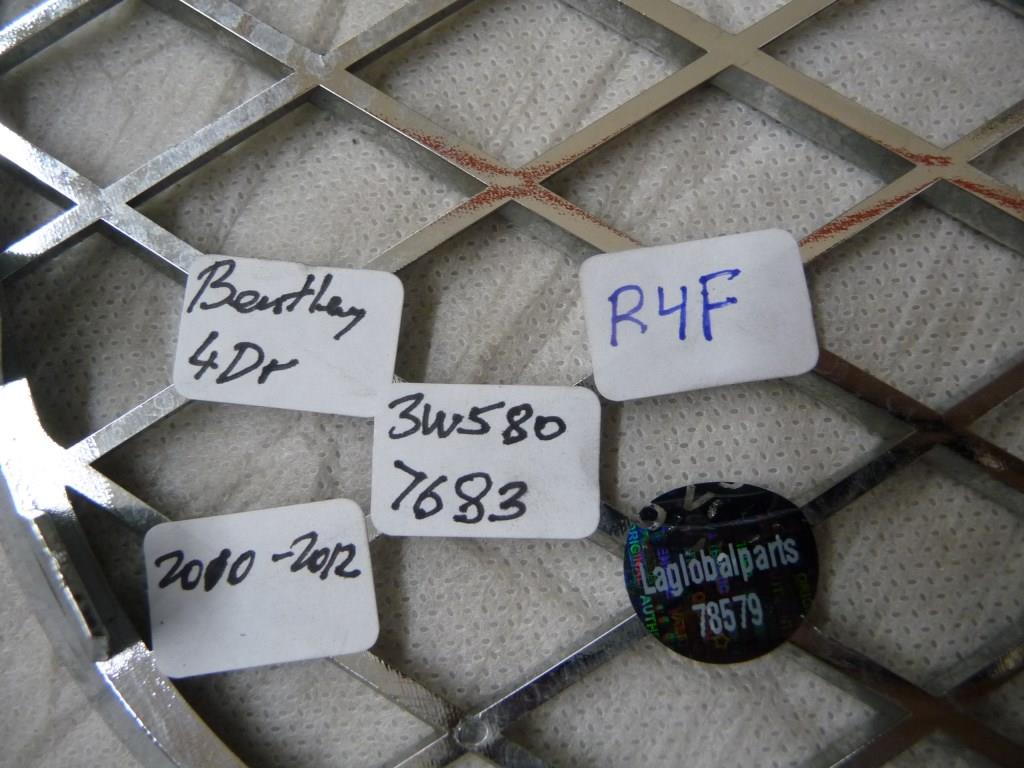 Bentley
4Dr
R4F
3W580
7683
2010-2012
Laglobalparts
78579